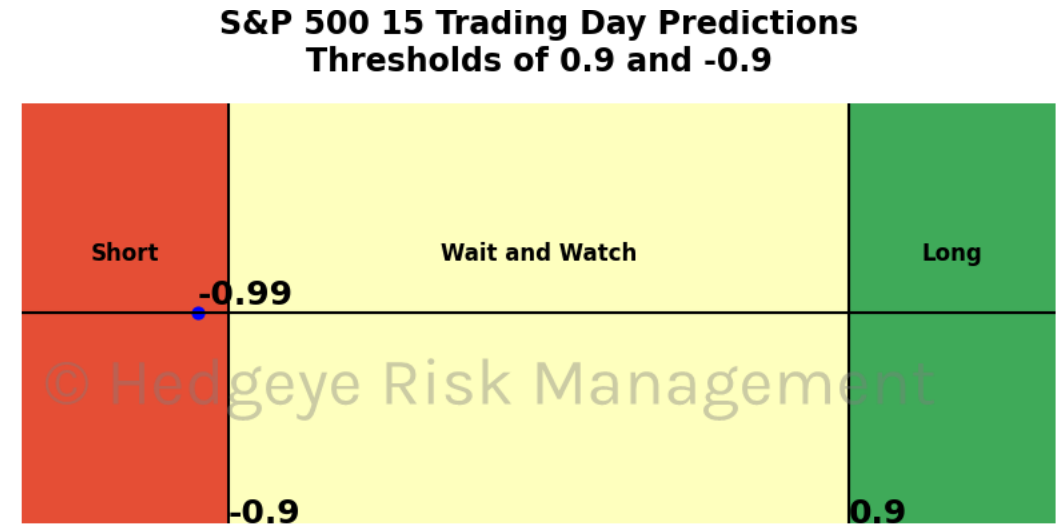 S&P 500 15 Trading Day Predictions
Thresholds of 0.9 and -0.9
Short
Wait and Watch
Long
-0.99
© Hedgeye Risk Management
-0.9
0.9